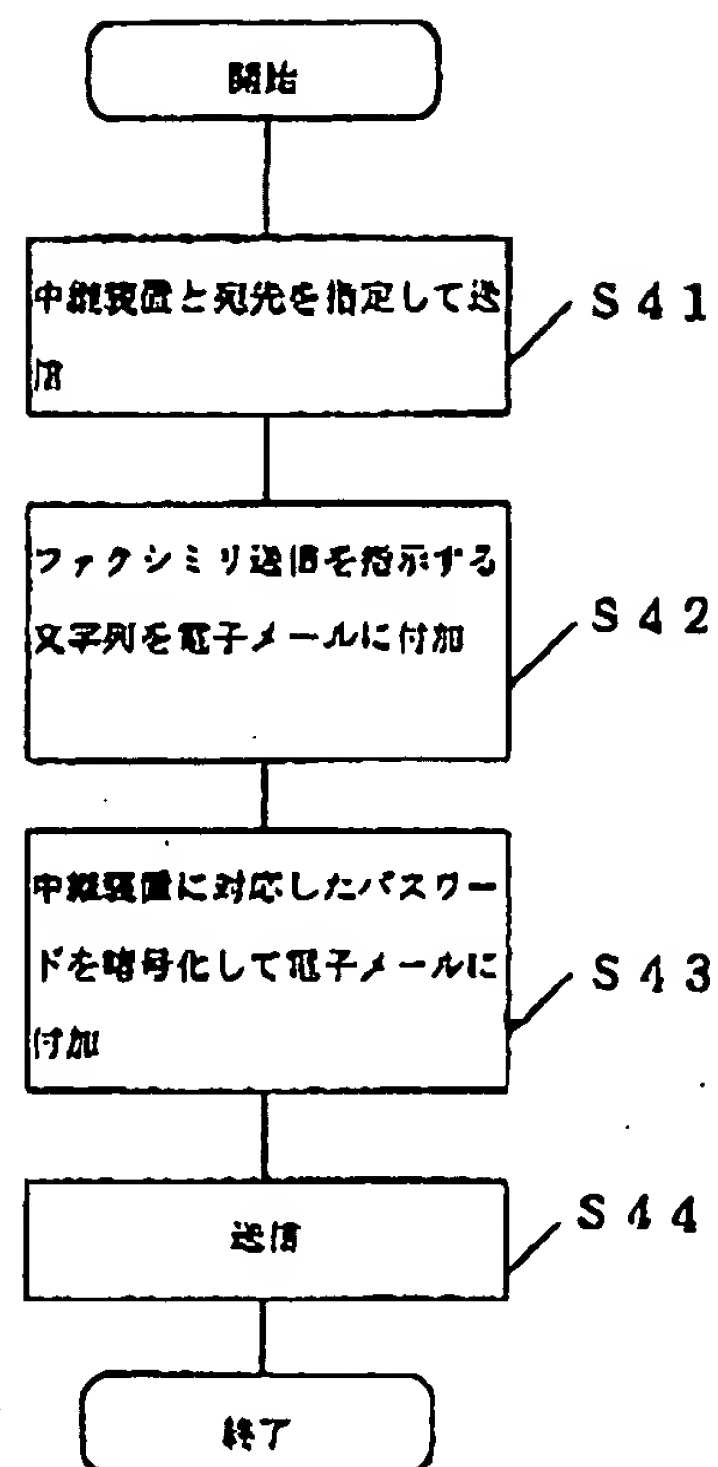 開始
中継装置と宛先を指定して送
信
S41
ファクシミリ送信を指示する
文字列を電子メールに付加
S42
中継装置に対応したパスワー
ドを暗号化して電子メールに
付加
S43
送信
S44
終了